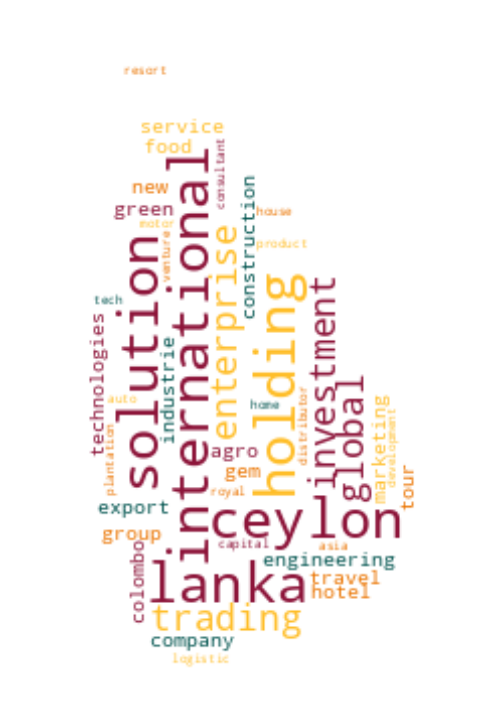 resort
service
food
consultant
new
construction
green
house
motor
international
enterprise
venture
product
solution
holding
investment
tech
technologies
industrie
global
auto
home
distributor
marketing
development
plantation
agro
gem
tour
royal
export
ceylon
group
capital
asia
colombo
engineering
lanka
travel
hotel
trading
company
logistic